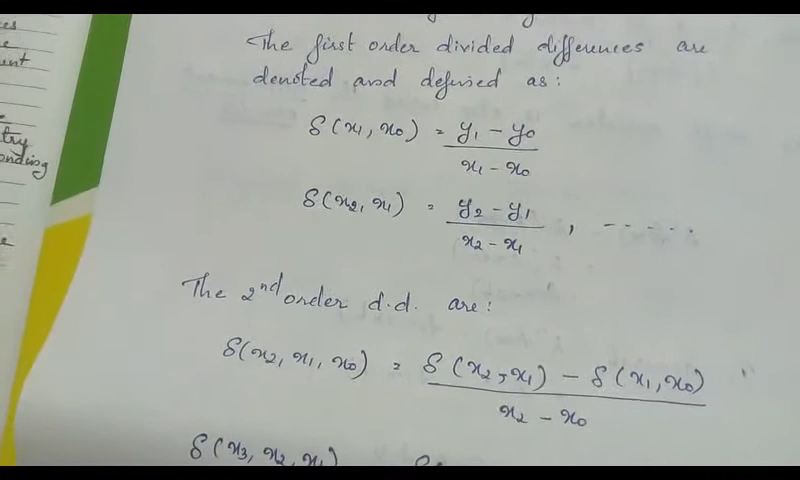 The first order divided differences are
denoted and defined as:
δ(x1, x0) = y1 - y0 / x1 - x0
δ(x2, x1) = y2 - y1 / x2 - x1 , -----
The 2nd order d.d. are:
δ(x2, x1, x0) = δ(x2, x1) - δ(x1, x0) / x2 - x0
δ(x3, x2, x1)